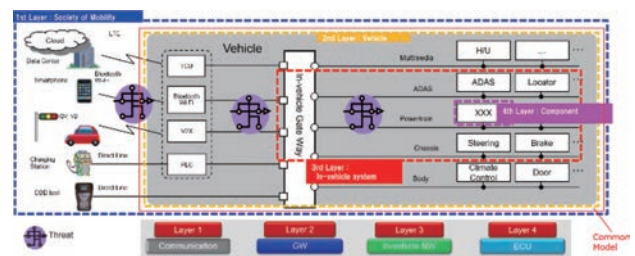 1st Layer : Society of Mobility
Cloud
LTE
Data Center
Smartphone
Bluetooth
Charging
Station
Direct Line
Direct Line
Vehicle
2nd Layer : Vehicle
TCU
Bluetooth
Wi-Fi
V2X
PLC
In-vehicle Gate Way
Multimedia
H/U
....
...
ADAS
ADAS
Locator
...
Powertrain
XXX
4th Layer : Component
Chassis
Steering
Brake
...
3rd Layer :
In-vehicle system
Body
Climate
Control
Door
...
Threat
Layer 1
Layer 2
Layer 3
Layer 4
Communication
GW
ECU
Common
Model